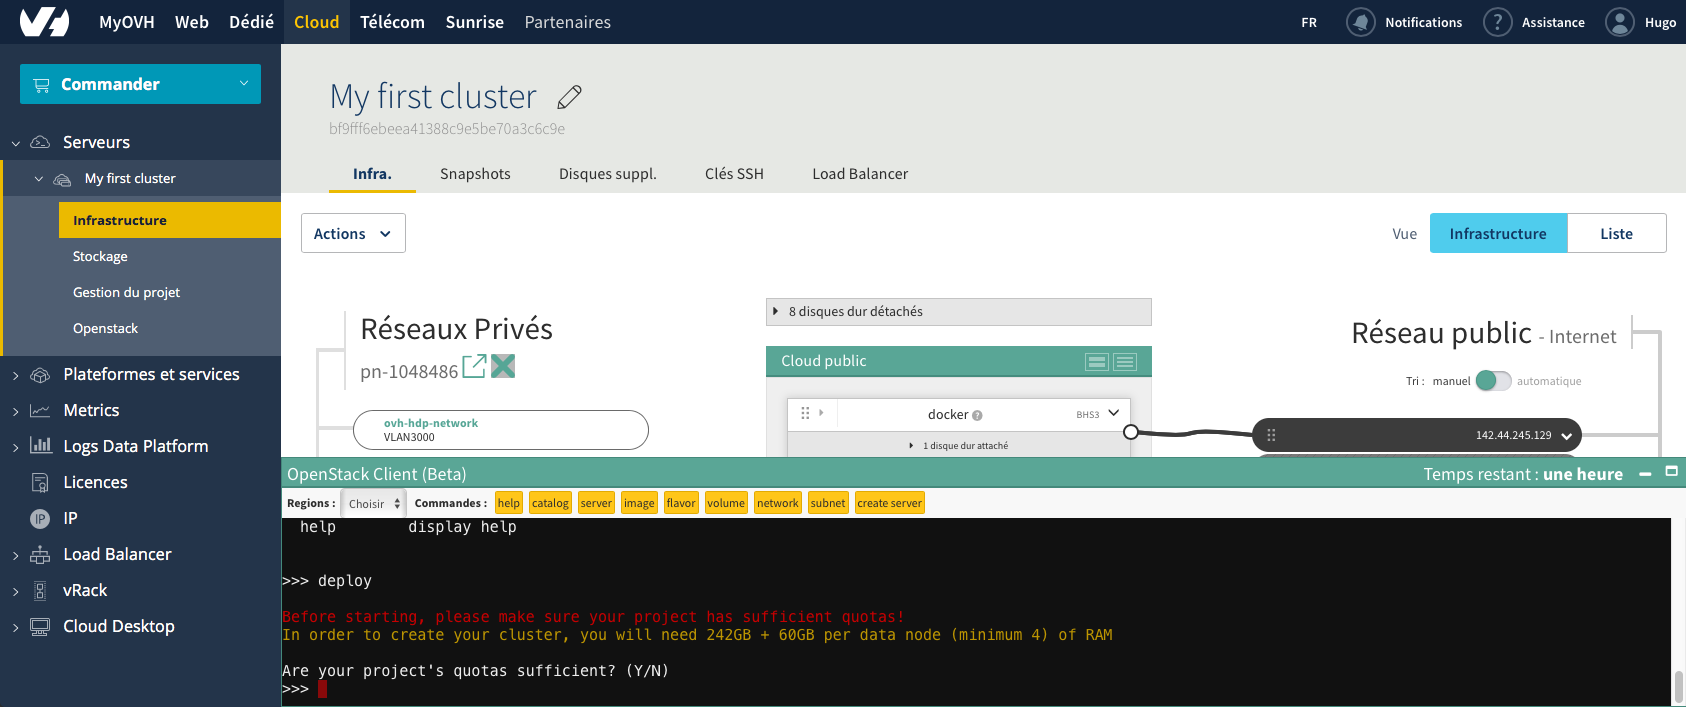 MyOVH Web Dédié Cloud Télécom Sunrise Partenaires FR Notifications ? Assistance Hugo
Commander
Serveurs
My first cluster
Infrastructure
Stockage
Gestion du projet
Openstack
Plateformes et services
Metrics
Logs Data Platform
Licences
IP IP
Load Balancer
vRack
Cloud Desktop
My first cluster
bf9fff6ebeea41388c9e5be70a3c6c9e
Infra. Snapshots Disques suppl. Clés SSH Load Balancer
Actions Vue Infrastructure Liste
Réseaux Privés
pn-1048486
ovh-hdp-network
VLAN3000
8 disques dur détachés
Cloud public
docker ? BHS3
1 disque dur attaché
Réseau public - Internet
Tri : manuel automatique
142.44.245.129
OpenStack Client (Beta) Temps restant : une heure
Regions : Choisir Commandes : help catalog server image flavor volume network subnet create server
help display help
>>> deploy
Before starting, please make sure your project has sufficient quotas!
In order to create your cluster, you will need 242GB + 60GB per data node (minimum 4) of RAM
Are your project's quotas sufficient? (Y/N)
>>>